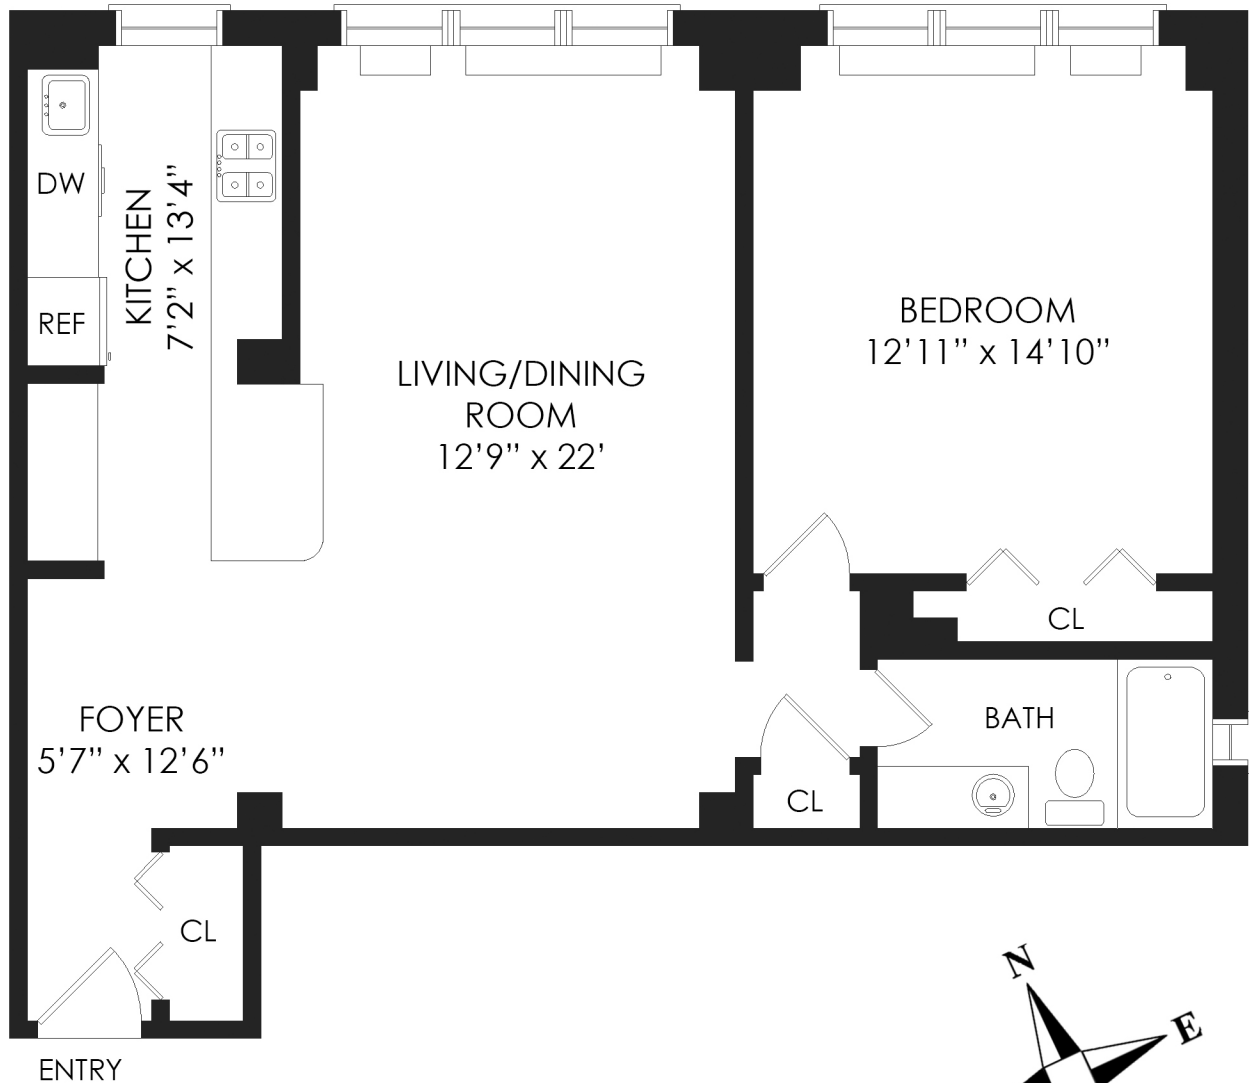 DW
REF
KITCHEN
7'2” x 13'4”
LIVING/DINING
ROOM
12'9” x 22'
BEDROOM
12'11” x 14'10”
CL
FOYER
5'7” x 12'6”
BATH
CL
CL
N
E
ENTRY